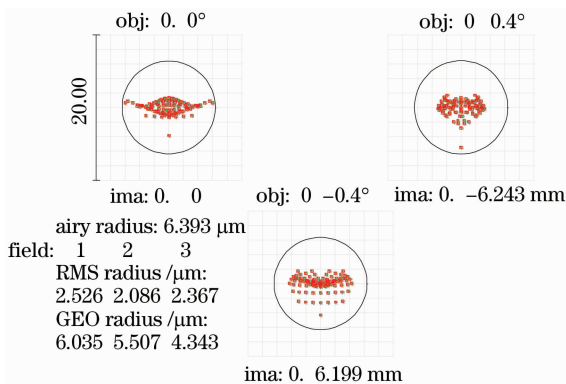 obj: 0. 0°
obj: 0 0.4°
20.00
ima: 0. 0
obj: 0 −0.4°
ima: 0. −6.243 mm
airy radius: 6.393 μm
field: 1 2 3
RMS radius /μm:
2.526 2.086 2.367
GEO radius /μm:
6.035 5.507 4.343
ima: 0. 6.199 mm